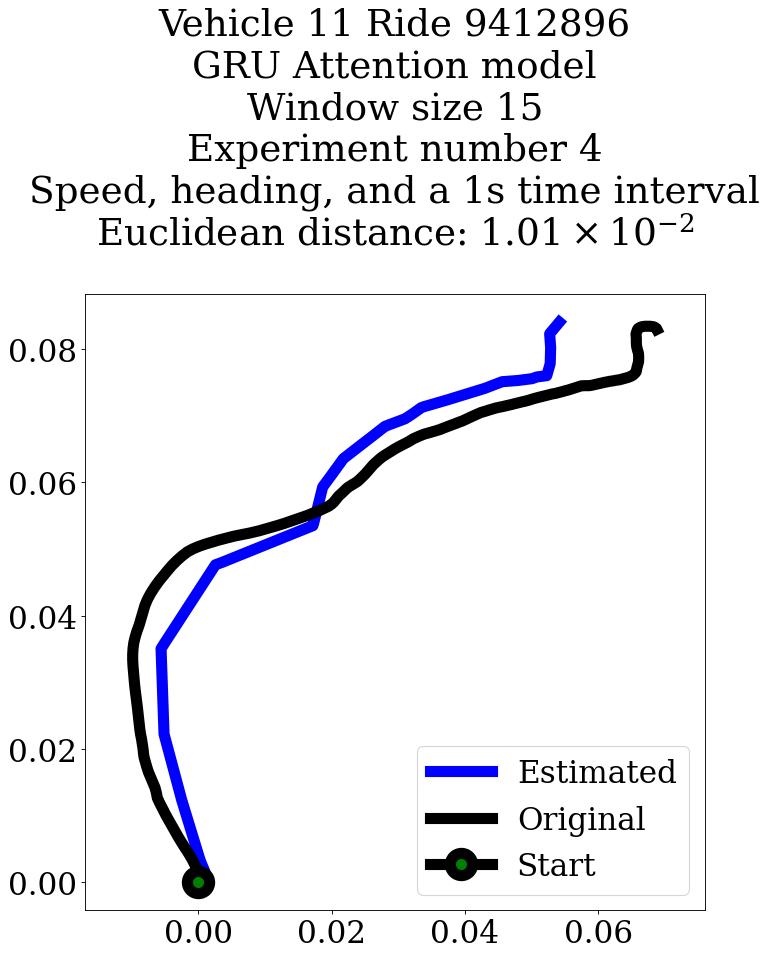 Vehicle 11 Ride 9412896
GRU Attention model
Window size 15
Experiment number 4
Speed, heading, and a 1s time interval
Euclidean distance: 1.01 × 10⁻²
0.08
0.06
0.04
0.02
0.00
Estimated
Original
Start
0.00 0.02 0.04 0.06